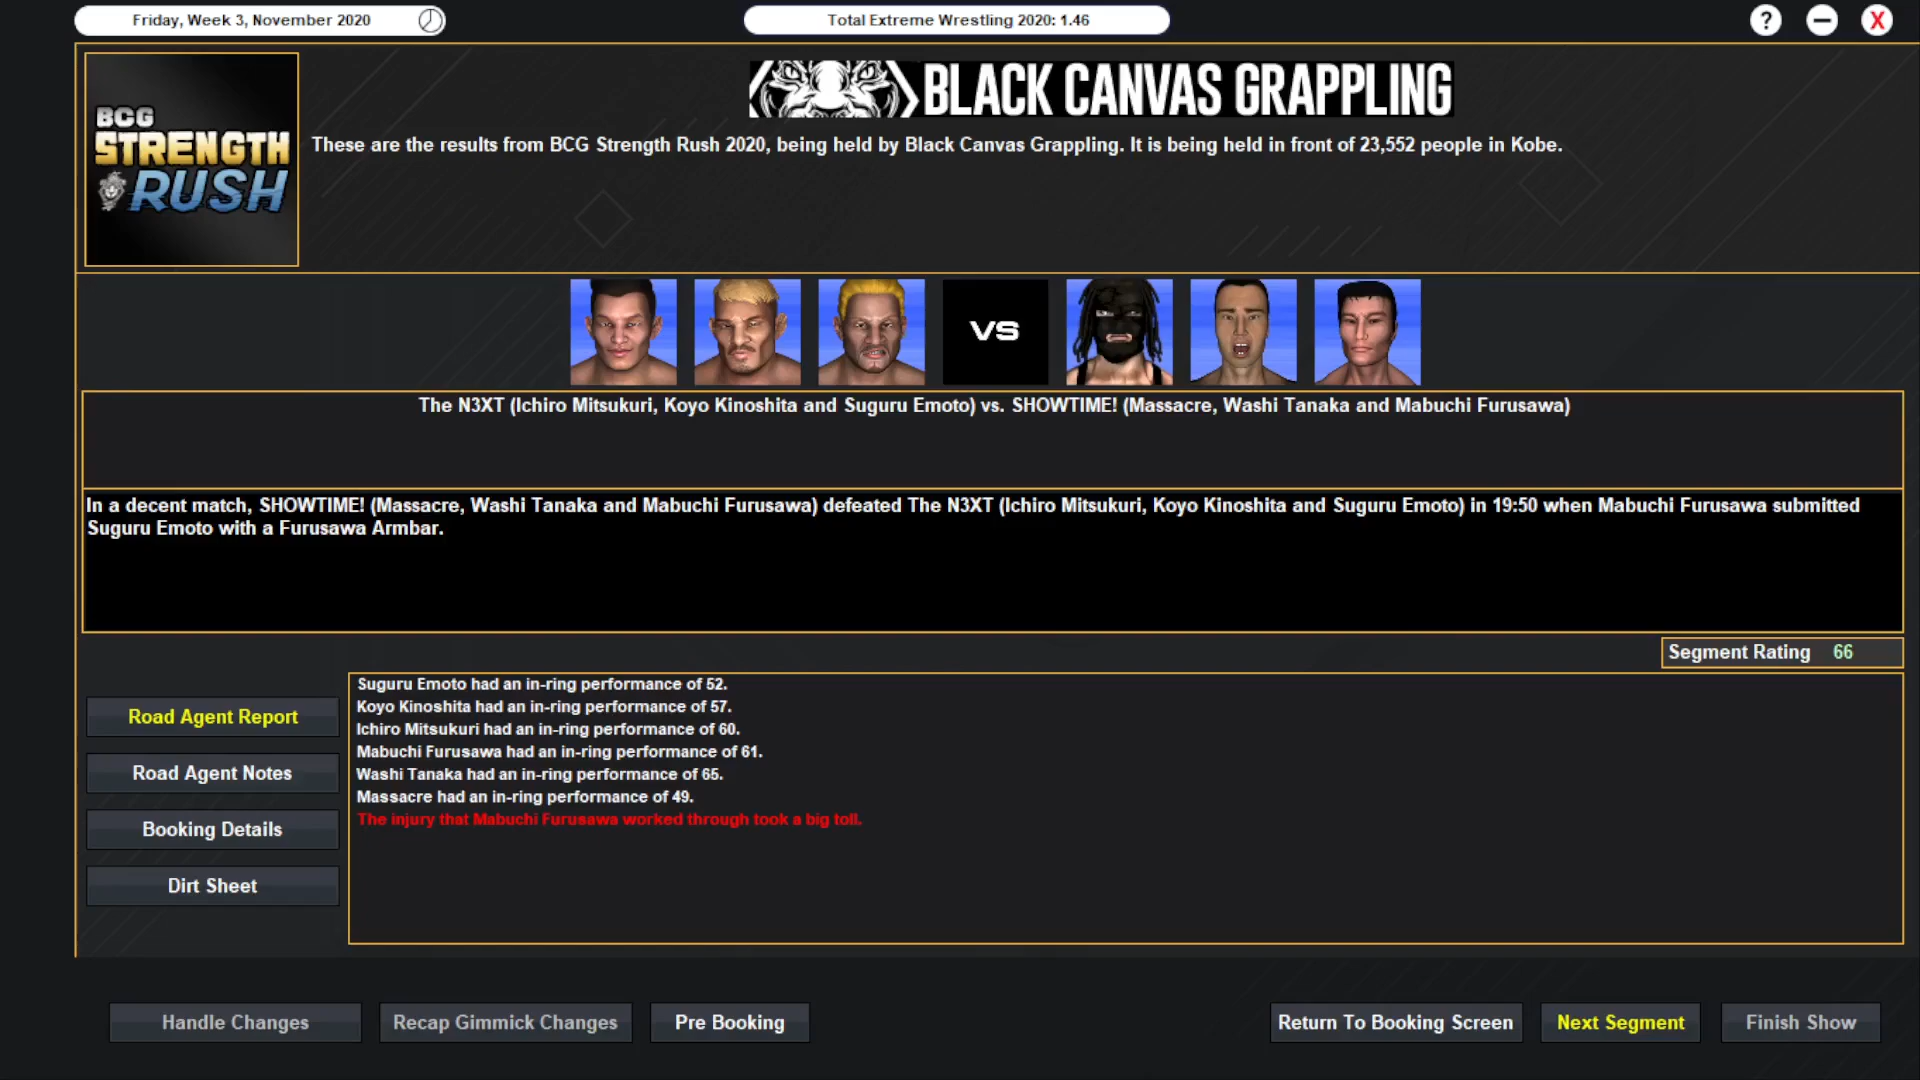 Friday, Week 3, November 2020
Total Extreme Wrestling 2020: 1.46
?
X
BCG
STRENGTH
RUSH
BLACK CANVAS GRAPPLING
These are the results from BCG Strength Rush 2020, being held by Black Canvas Grappling. It is being held in front of 23,552 people in Kobe.
VS
The N3XT (Ichiro Mitsukuri, Koyo Kinoshita and Suguru Emoto) vs. SHOWTIME! (Massacre, Washi Tanaka and Mabuchi Furusawa)
In a decent match, SHOWTIME! (Massacre, Washi Tanaka and Mabuchi Furusawa) defeated The N3XT (Ichiro Mitsukuri, Koyo Kinoshita and Suguru Emoto) in 19:50 when Mabuchi Furusawa submitted
Suguru Emoto with a Furusawa Armbar.
Segment Rating 66
Road Agent Report
Road Agent Notes
Booking Details
Dirt Sheet
Suguru Emoto had an in-ring performance of 52.
Koyo Kinoshita had an in-ring performance of 57.
Ichiro Mitsukuri had an in-ring performance of 60.
Mabuchi Furusawa had an in-ring performance of 61.
Washi Tanaka had an in-ring performance of 65.
Massacre had an in-ring performance of 49.
The injury that Mabuchi Furusawa worked through took a big toll.
Handle Changes
Recap Gimmick Changes
Pre Booking
Return To Booking Screen
Next Segment
Finish Show